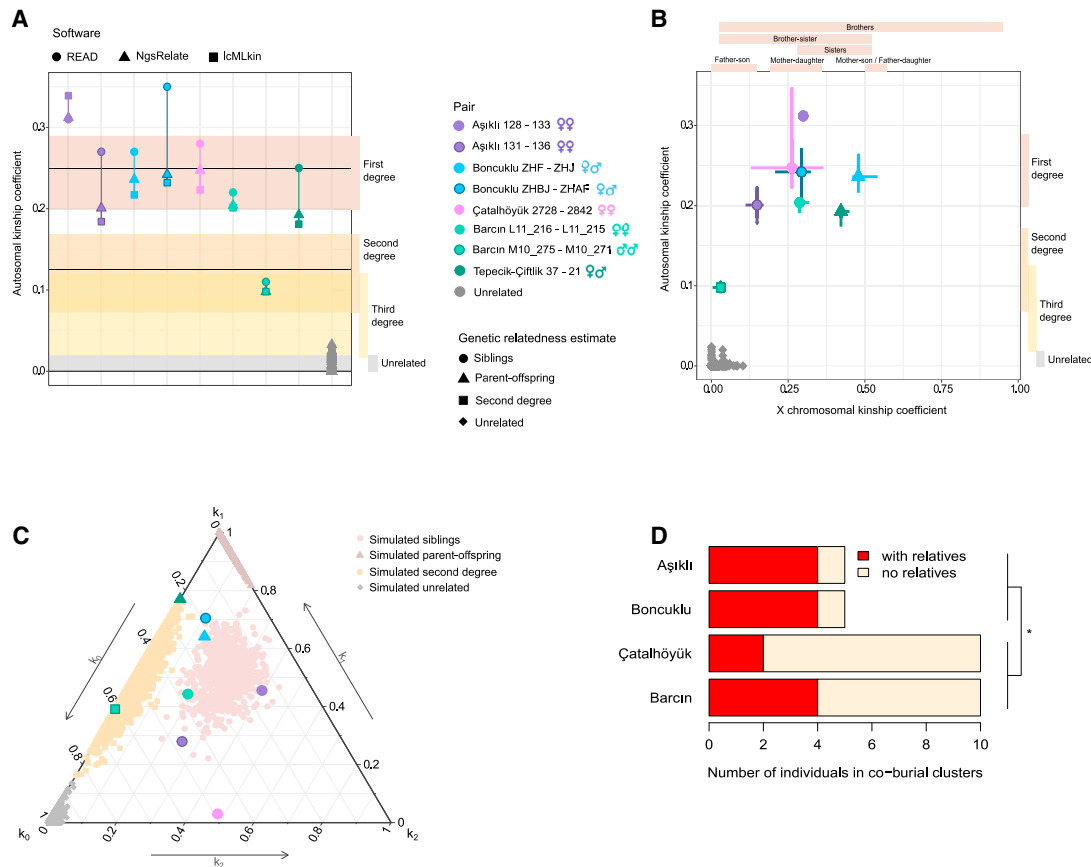 A
Software
READ NgsRelate lcMLkin
Autosomal kinship coefficient
0.3
0.2
0.1
0.0
First
degree
Second
degree
Third
degree
Unrelated
Pair
Aşıklı 128 - 133 ♀♀
Aşıklı 131 - 136 ♀♀
Boncuklu ZHF - ZHJ ♀♂
Boncuklu ZHBJ - ZHAF ♀♂
Çatalhöyük 2728 - 2842 ♀♀
Barcın L11_216 - L11_215 ♀♀
Barcın M10_275 - M10_271 ♂♂
Tepecik-Çiftlik 37 - 21 ♀♂
Unrelated
Genetic relatedness estimate
Siblings
Parent-offspring
Second degree
Unrelated
B
Brothers
Brother-sister
Sisters
Father-son Mother-daughter Mother-son / Father-daughter
Autosomal kinship coefficient
0.3
0.2
0.1
0.0
0.00 0.25 0.50 0.75 1.00
X chromosomal kinship coefficient
First
degree
Second
degree
Third
degree
Unrelated
C
k1
0 1
0.2 0.8
0.4 0.6
0.6 0.4
0.8 0.2
1 0
k0 k2
0 0.2 0.4 0.6 0.8 1
k0
k1
k2
Simulated siblings
Simulated parent-offspring
Simulated second degree
Simulated unrelated
D
with relatives
no relatives
Aşıklı
Boncuklu
Çatalhöyük
Barcın
*
0 2 4 6 8 10
Number of individuals in co-burial clusters